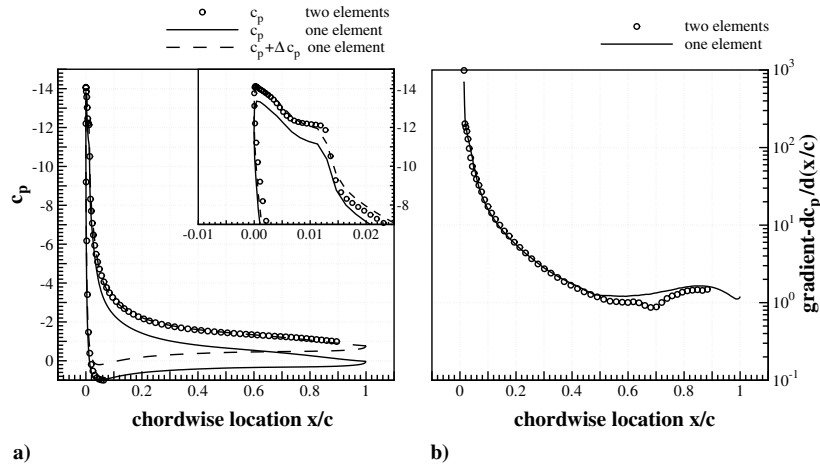 c_p two elements
c_p one element
c_p+Δc_p one element
-14
-12
-10
-8
-6
-4
-2
0
c_p
-14
-12
-10
-8
-0.01 0.00 0.01 0.02
0 0.2 0.4 0.6 0.8 1
chordwise location x/c
a)
two elements
one element
10^3
10^2
10^1
10^0
10^-1
gradient-dc_p/d(x/c)
0 0.2 0.4 0.6 0.8 1
chordwise location x/c
b)